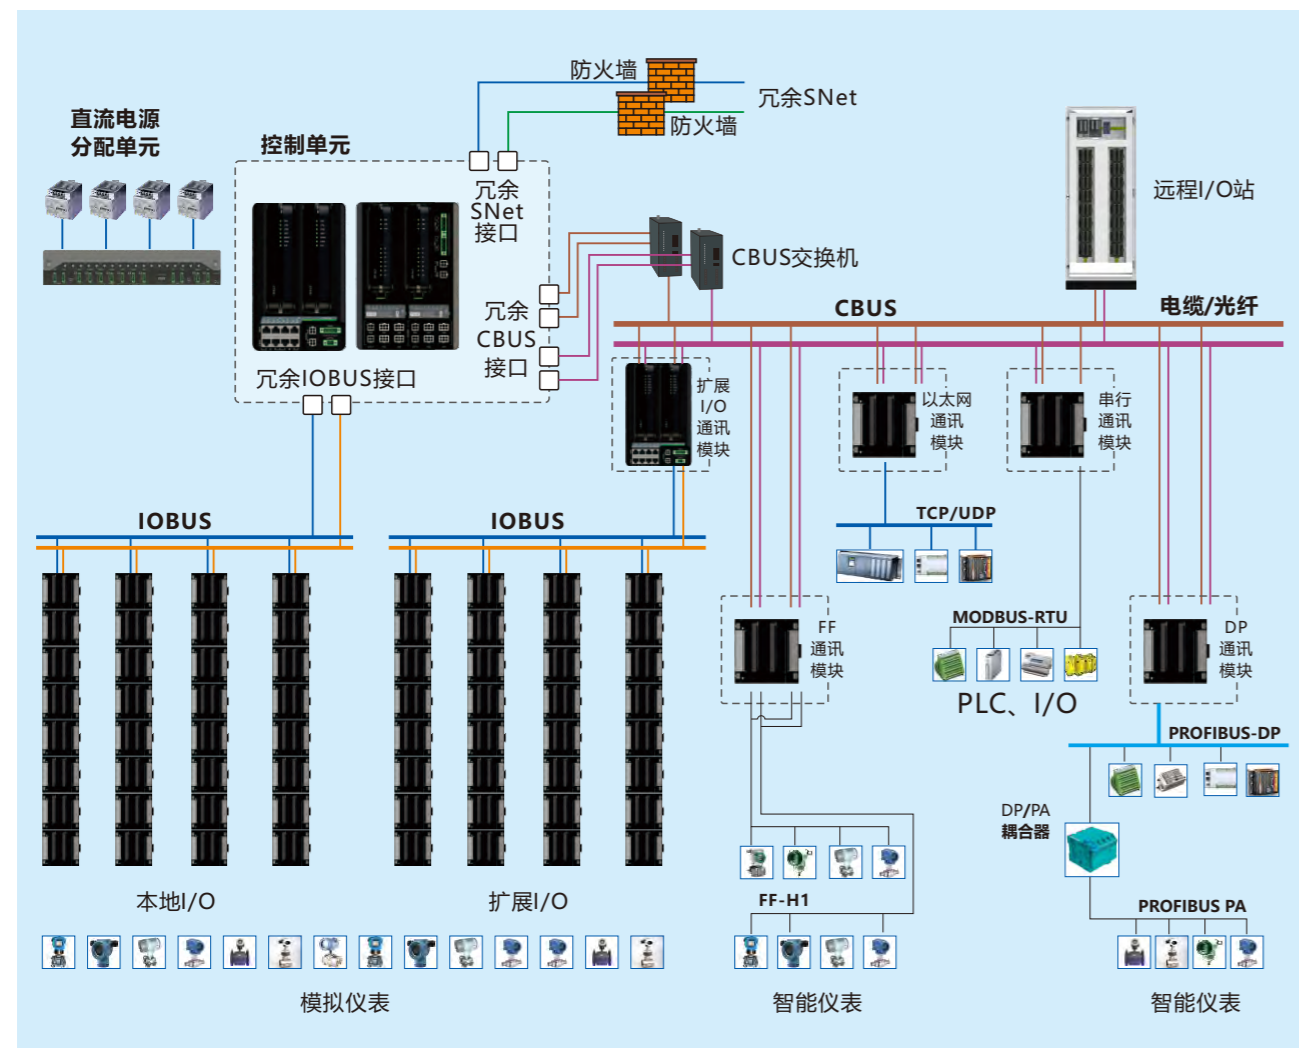 防火墙
冗余SNet
防火墙
直流电源
分配单元
控制单元
冗余
SNet
接口
远程I/O站
CBUS交换机
冗余
CBUS
接口
CBUS
电缆/光纤
冗余IOBUS接口
扩展
I/O
通讯
模块
以太网
通讯
模块
串行
通讯
模块
IOBUS
IOBUS
TCP/UDP
MODBUS-RTU
PLC、I/O
FF
通讯
模块
DP
通讯
模块
PROFIBUS-DP
DP/PA
耦合器
本地I/O
扩展I/O
FF-H1
PROFIBUS PA
模拟仪表
智能仪表
智能仪表